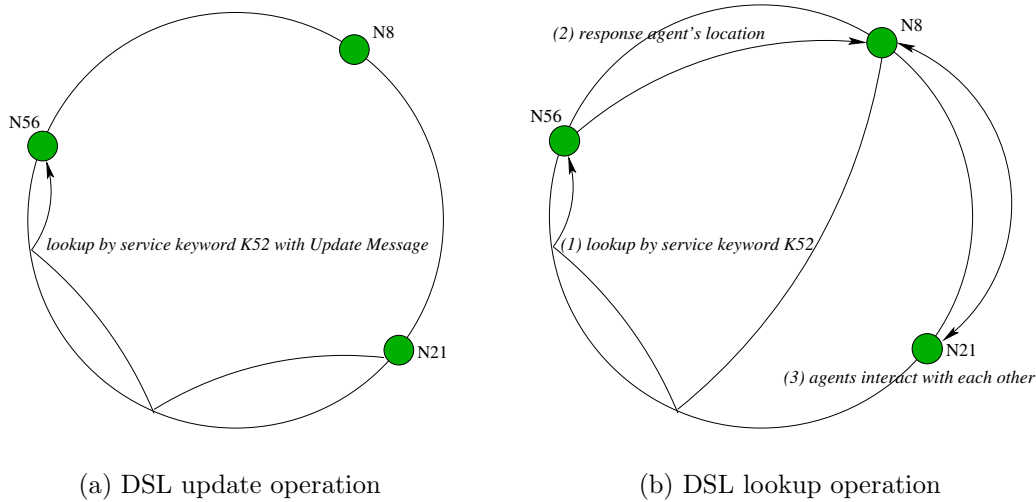 N8
N56
lookup by service keyword K52 with Update Message
N21
(a) DSL update operation
(2) response agent's location
N8
N56
(1) lookup by service keyword K52
N21
(3) agents interact with each other
(b) DSL lookup operation